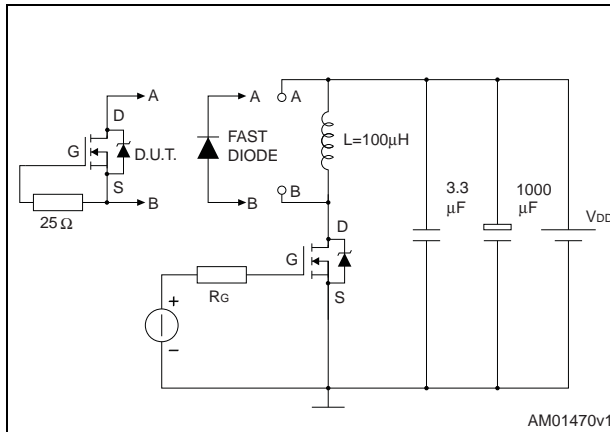 A
D
G
D.U.T.
S
B
25 Ω
A
FAST
DIODE
B
A
B
L=100μH
D
G
S
RG
+
–
3.3
μF
1000
μF
VDD
AM01470v1